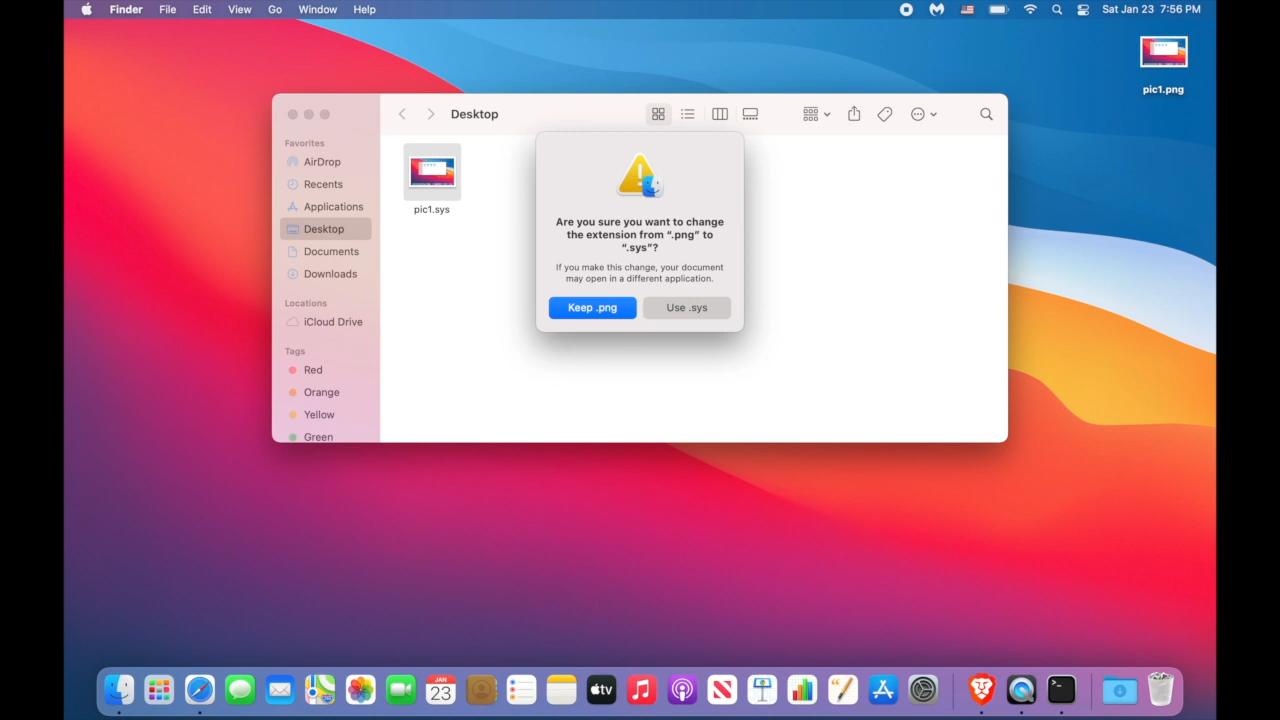 Finder File Edit View Go Window Help Sat Jan 23 7:56 PM
pic1.png
Desktop
Favorites
AirDrop
Recents
Applications
Desktop
Documents
Downloads
Locations
iCloud Drive
Tags
Red
Orange
Yellow
Green
pic1.sys
Are you sure you want to change
the extension from “.png” to
“.sys”?
If you make this change, your document
may open in a different application.
Keep .png Use .sys
JAN
23
tv